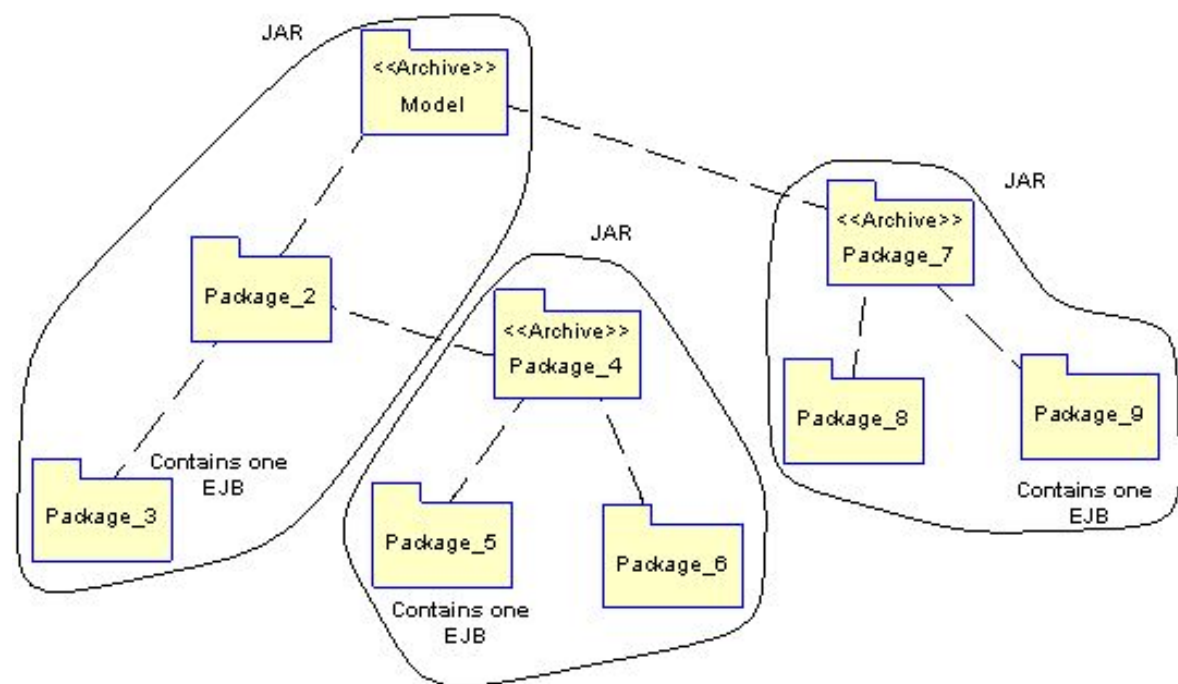 JAR
<<Archive>>
Model
JAR
<<Archive>>
Package_7
JAR
Package_2
<<Archive>>
Package_4
Package_8
Package_9
Contains one
EJB
Package_3
Contains one
EJB
Package_5
Package_6
Contains one
EJB